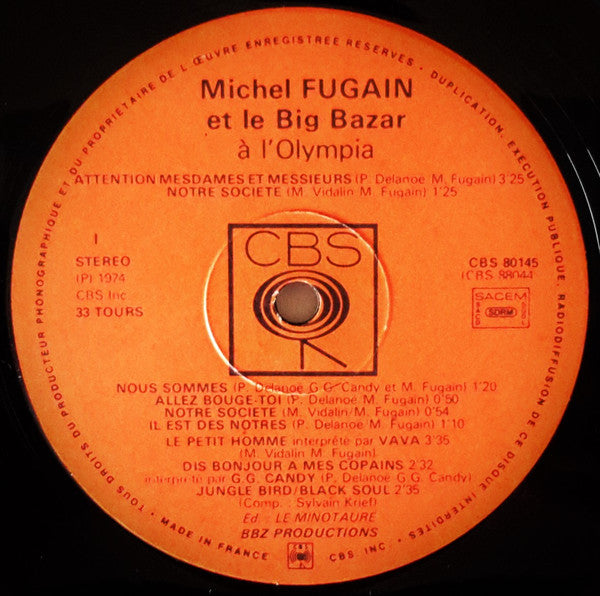 TOUS DROITS DU PRODUCTEUR PHONOGRAPHIQUE ET DU PROPRIETAIRE DE L'ŒUVRE ENREGISTREE RESERVES - DUPLICATION, EXECUTION PUBLIQUE, RADIODIFFUSION DE CE DISQUE INTERDITES
Michel FUGAIN
et le Big Bazar
à l'Olympia
ATTENTION MESDAMES ET MESSIEURS (P. Delanoë M. Fugain) 3'25
NOTRE SOCIETE (M. Vidalin M. Fugain) 1'25
I
STEREO
(P) 1974
CBS Inc
33 TOURS
CBS
CBS 80145
(CBS 88044
SACEM
SDRM
NOUS SOMMES (P. Delanoë G.G. Candy et M. Fugain) 1'20
ALLEZ BOUGE-TOI (P. Delanoë M. Fugain) 0'50
NOTRE SOCIETE (M. Vidalin/M. Fugain) 0'54
IL EST DES NOTRES (P. Delanoë/M. Fugain) 1'10
LE PETIT HOMME interprété par VAVA 3'35
(M. Vidalin M. Fugain)
DIS BONJOUR A MES COPAINS 2'32
interprété par G.G. CANDY (P. Delanoë G.G. Candy)
JUNGLE BIRD/BLACK SOUL 2'35
(Comp. : Sylvain Krief)
Ed : LE MINOTAURE
BBZ PRODUCTIONS
MADE IN FRANCE
CBS INC